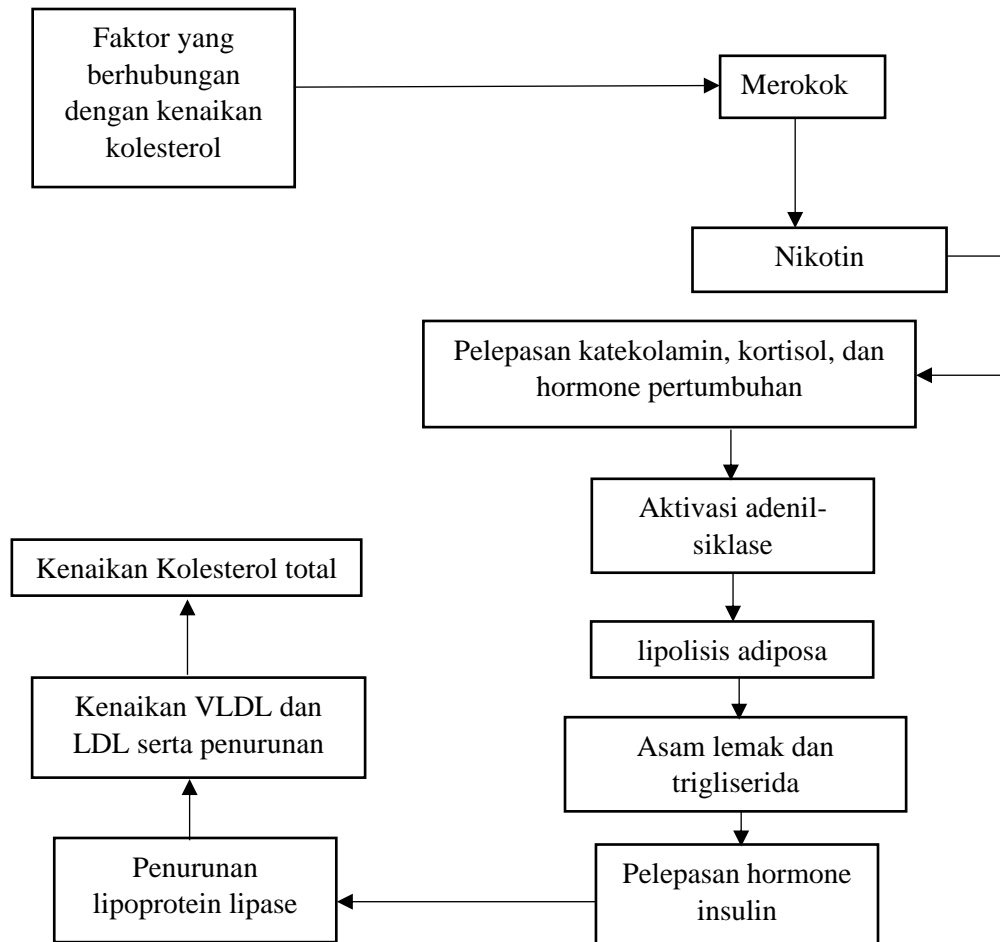 Faktor yang
berhubungan
dengan kenaikan
kolesterol
Merokok
Nikotin
Pelepasan katekolamin, kortisol, dan
hormone pertumbuhan
Aktivasi adenil-
siklase
lipolisis adiposa
Asam lemak dan
trigliserida
Pelepasan hormone
insulin
Penurunan
lipoprotein lipase
Kenaikan VLDL dan
LDL serta penurunan
Kenaikan Kolesterol total